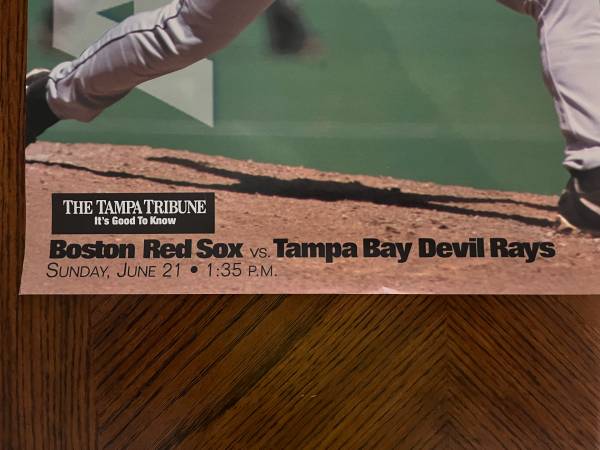 THE TAMPA TRIBUNE
It's Good To Know
Boston Red Sox vs. Tampa Bay Devil Rays
SUNDAY, JUNE 21 • 1:35 P.M.